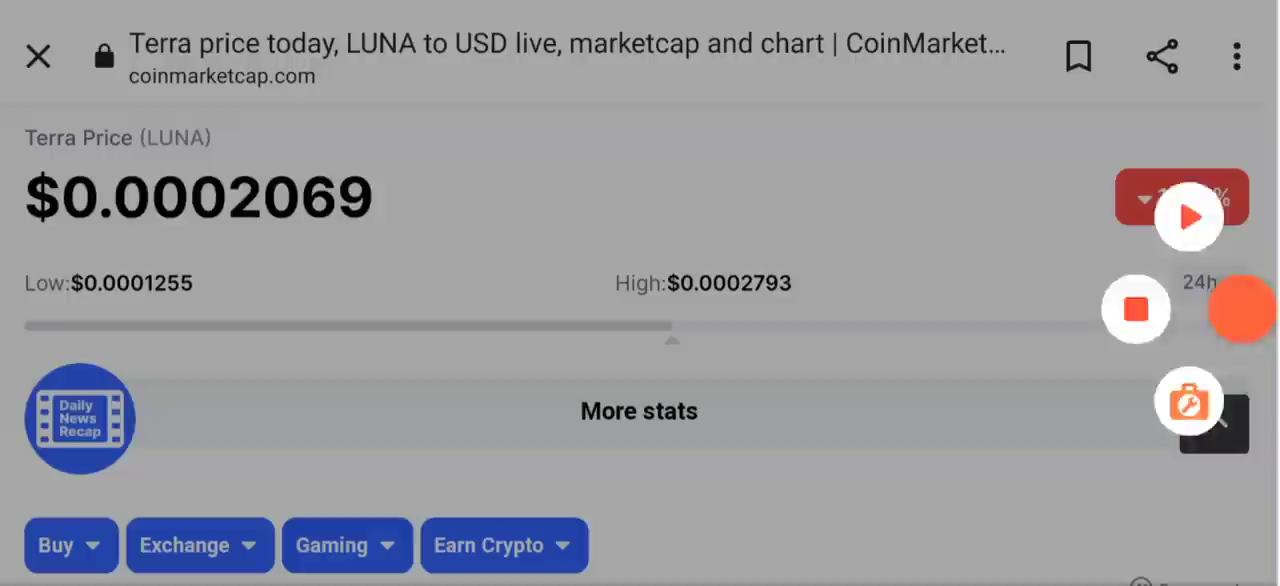 Terra price today, LUNA to USD live, marketcap and chart | CoinMarket...
coinmarketcap.com
Terra Price (LUNA)
$0.0002069
%
Low:$0.0001255
High:$0.0002793
24h
Daily
News
Recap
More stats
Buy
Exchange
Gaming
Earn Crypto